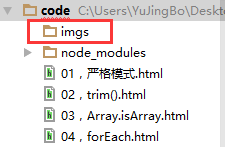 code C:\Users\YuJingBo\Deskto
imgs
node_modules
01，严格模式.html
02，trim().html
03，Array.isArray.html
04，forEach.html